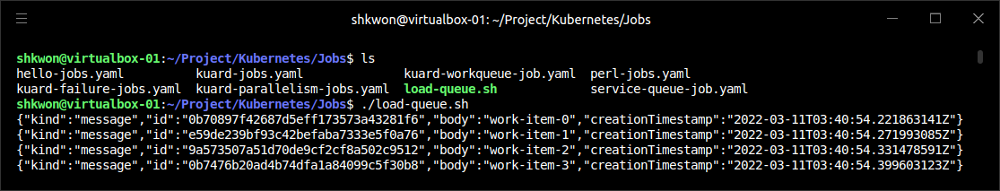 shkwon@virtualbox-01: ~/Project/Kubernetes/Jobs
shkwon@virtualbox-01:~/Project/Kubernetes/Jobs$ ls
hello-jobs.yaml kuard-jobs.yaml kuard-workqueue-job.yaml perl-jobs.yaml
kuard-failure-jobs.yaml kuard-parallelism-jobs.yaml load-queue.sh service-queue-job.yaml
shkwon@virtualbox-01:~/Project/Kubernetes/Jobs$ ./load-queue.sh
{"kind":"message","id":"0b70897f42687d5eff173573a43281f6","body":"work-item-0","creationTimestamp":"2022-03-11T03:40:54.221863141Z"}
{"kind":"message","id":"e59de239bf93c42befaba7333e5f0a76","body":"work-item-1","creationTimestamp":"2022-03-11T03:40:54.271993085Z"}
{"kind":"message","id":"9a573507a51d70de9cf2cf8a502c9512","body":"work-item-2","creationTimestamp":"2022-03-11T03:40:54.331478591Z"}
{"kind":"message","id":"0b7476b20ad4b74dfa1a84099c5f30b8","body":"work-item-3","creationTimestamp":"2022-03-11T03:40:54.399603123Z"}